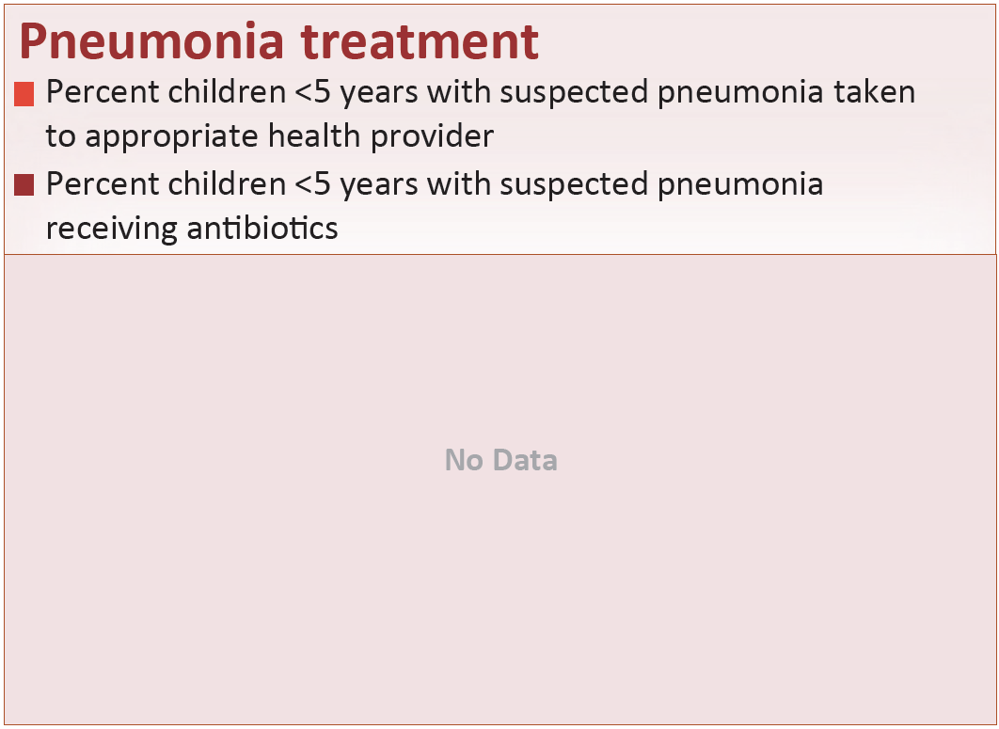 Pneumonia treatment
Percent children <5 years with suspected pneumonia taken
to appropriate health provider
Percent children <5 years with suspected pneumonia
receiving antibiotics
No Data